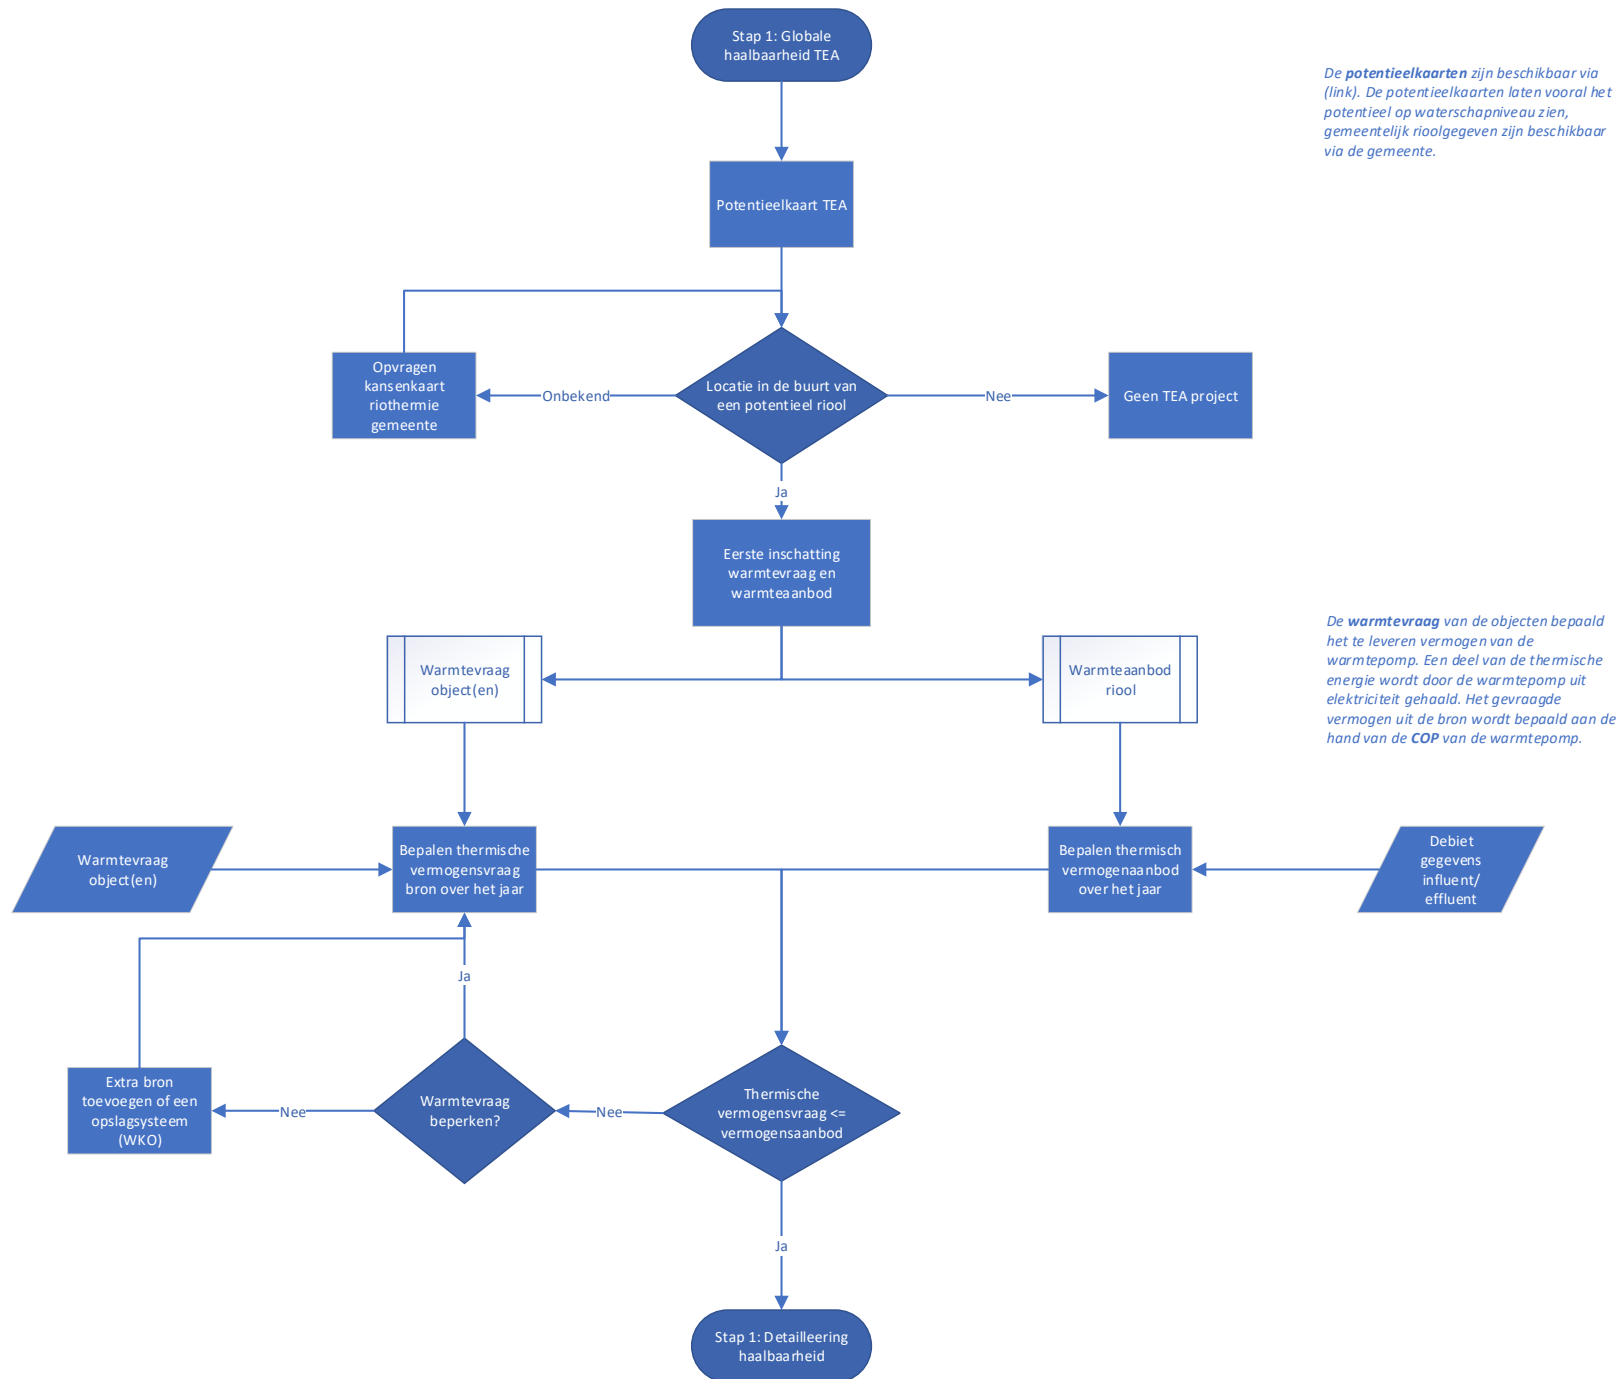 Stap 1: Globale
haalbaarheid TEA
De potentieelkaarten zijn beschikbaar via
(link). De potentieelkaarten laten vooral het
potentieel op waterschapniveau zien,
gemeentelijk rioolgegeven zijn beschikbaar
via de gemeente.
Potentieelkaart TEA
Opvragen
kansenkaart
riothermie
gemeente
Onbekend
Locatie in de buurt van
een potentieel riool
Nee
Geen TEA project
Ja
Eerste inschatting
warmtevraag en
warmteaanbod
De warmtevraag van de objecten bepaald
het te leveren vermogen van de
warmtepomp. Een deel van de thermische
energie wordt door de warmtepomp uit
elektriciteit gehaald. Het gevraagde
vermogen uit de bron wordt bepaald aan de
hand van de COP van de warmtepomp.
Warmtevraag
object(en)
Warmteaanbod
riool
Warmtevraag
object(en)
Bepalen thermische
vermogensvraag
bron over het jaar
Bepalen thermisch
vermogenaanbod
over het jaar
Debiet
gegevens
influent/
effluent
Ja
Extra bron
toevoegen of een
opslagsysteem
(WKO)
Nee
Warmtevraag
beperken?
Nee
Thermische
vermogensvraag <=
vermogensaanbod
Ja
Stap 1: Detailleering
haalbaarheid